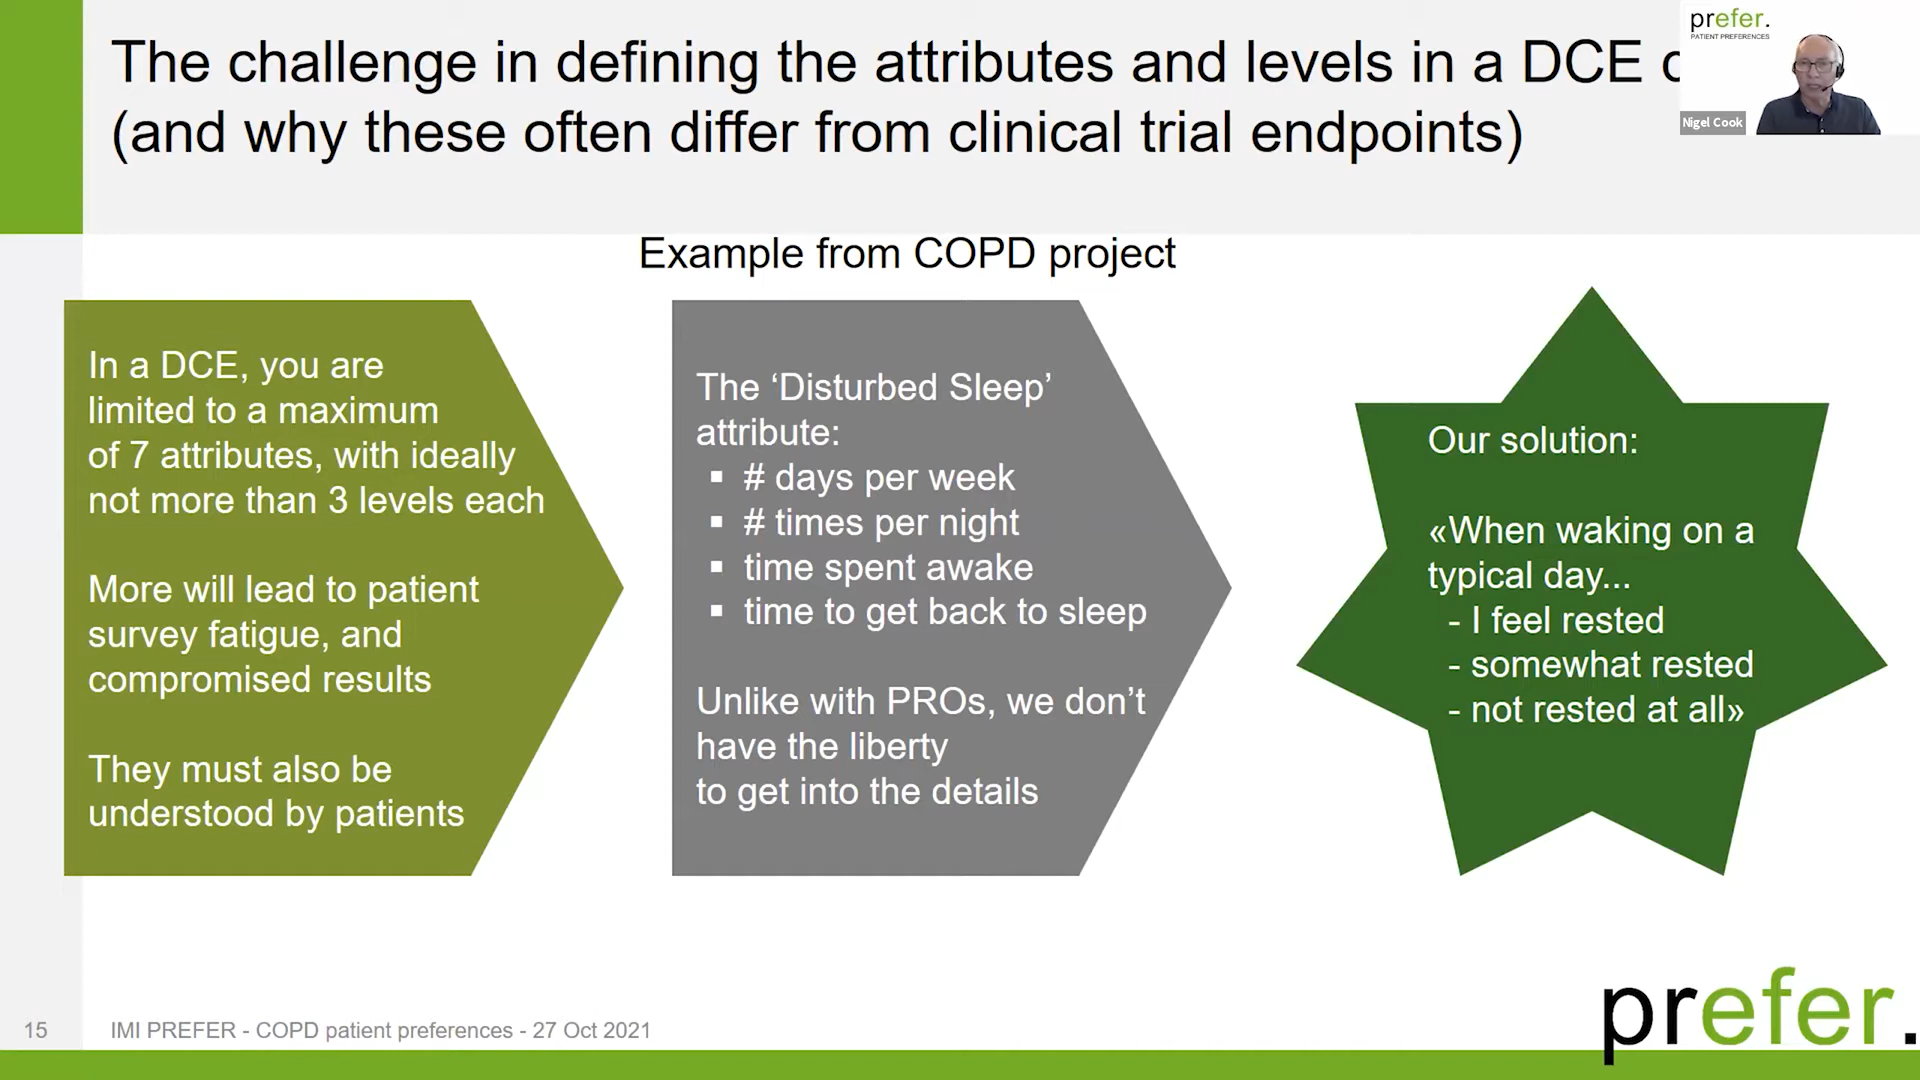 The challenge in defining the attributes and levels in a DCE
(and why these often differ from clinical trial endpoints)
prefer.
PATIENT PREFERENCES
Nigel Cook
Example from COPD project
In a DCE, you are
limited to a maximum
of 7 attributes, with ideally
not more than 3 levels each
More will lead to patient
survey fatigue, and
compromised results
They must also be
understood by patients
The ‘Disturbed Sleep’
attribute:
▪ # days per week
▪ # times per night
▪ time spent awake
▪ time to get back to sleep
Unlike with PROs, we don’t
have the liberty
to get into the details
Our solution:
«When waking on a
typical day...
- I feel rested
- somewhat rested
- not rested at all»
15
IMI PREFER - COPD patient preferences - 27 Oct 2021
prefer.